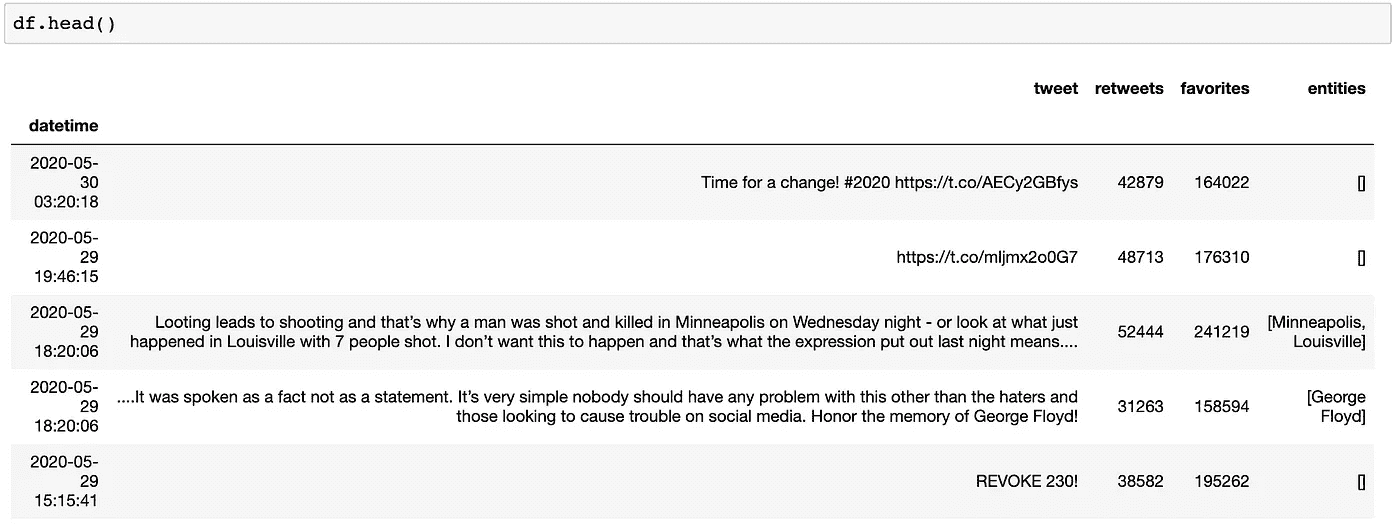 df.head()
tweet retweets favorites entities
datetime
2020-05-
30
03:20:18
Time for a change! #2020 https://t.co/AECy2GBfys 42879 164022 []
2020-05-
29
19:46:15
https://t.co/mljmx2o0G7 48713 176310 []
2020-05-
29
18:20:06
Looting leads to shooting and that’s why a man was shot and killed in Minneapolis on Wednesday night - or look at what just
happened in Louisville with 7 people shot. I don’t want this to happen and that’s what the expression put out last night means....
52444 241219
[Minneapolis,
Louisville]
2020-05-
29
18:20:06
....It was spoken as a fact not as a statement. It’s very simple nobody should have any problem with this other than the haters and
those looking to cause trouble on social media. Honor the memory of George Floyd!
31263 158594
[George
Floyd]
2020-05-
29
15:15:41
REVOKE 230! 38582 195262 []